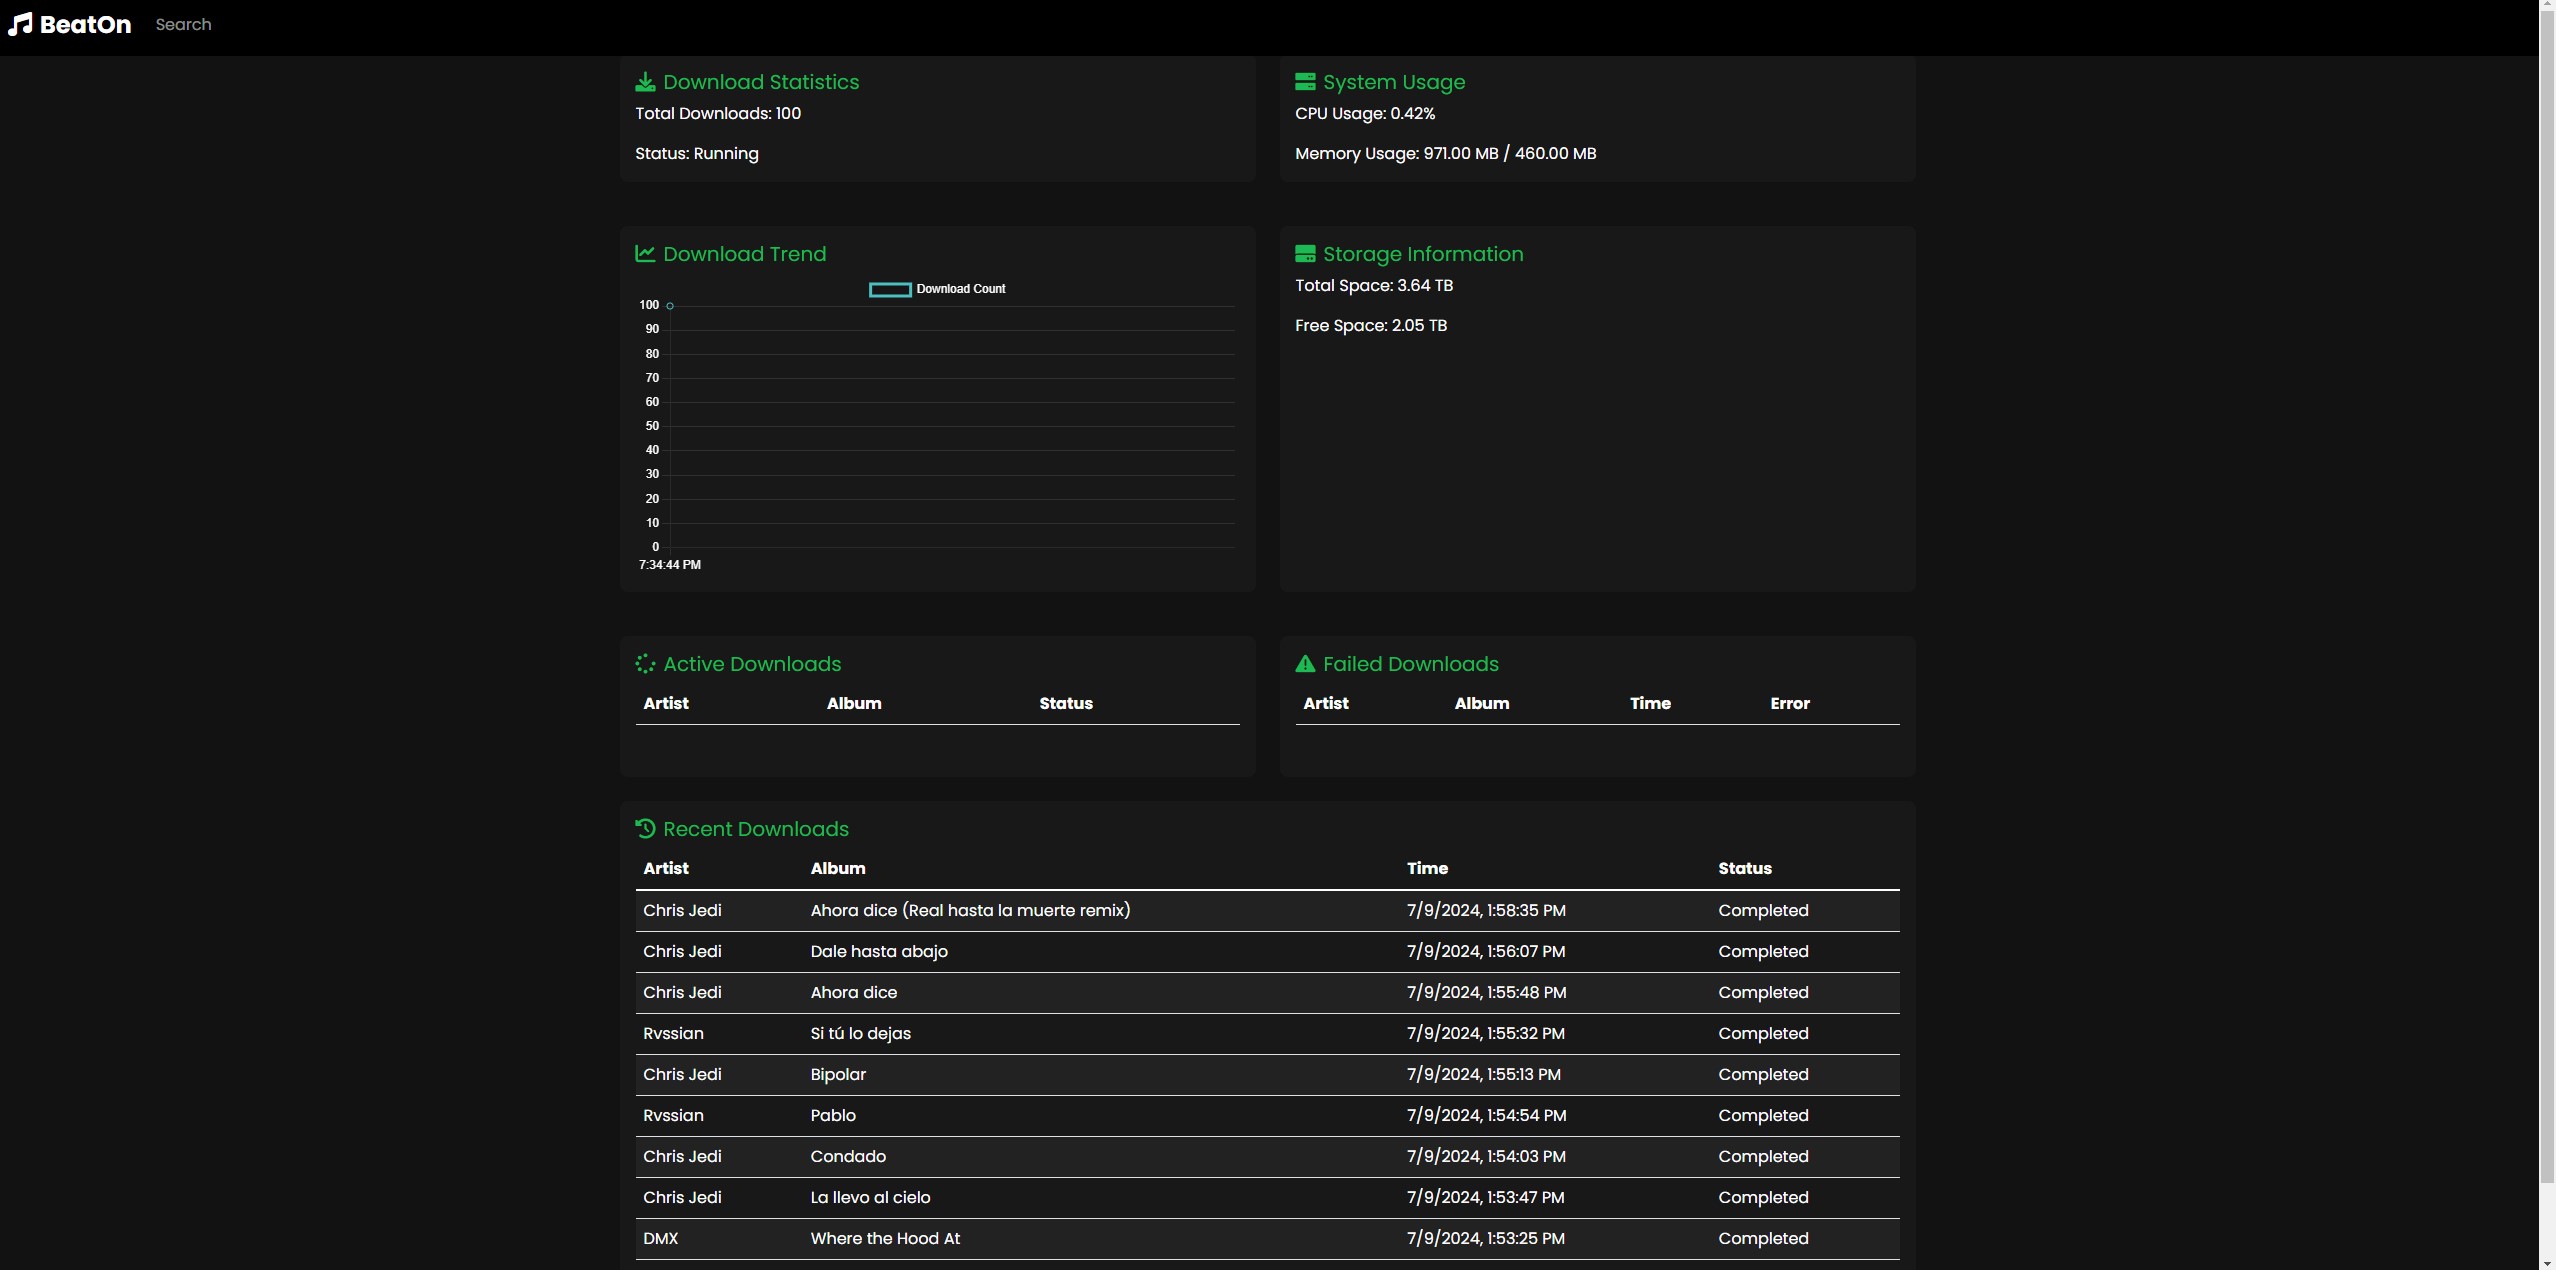 BeatOn Search
Download Statistics
Total Downloads: 100
Status: Running
System Usage
CPU Usage: 0.42%
Memory Usage: 971.00 MB / 460.00 MB
Download Trend
Download Count
100
90
80
70
60
50
40
30
20
10
0
7:34:44 PM
Storage Information
Total Space: 3.64 TB
Free Space: 2.05 TB
Active Downloads
Artist Album Status
Failed Downloads
Artist Album Time Error
Recent Downloads
Artist Album Time Status
Chris Jedi Ahora dice (Real hasta la muerte remix) 7/9/2024, 1:58:35 PM Completed
Chris Jedi Dale hasta abajo 7/9/2024, 1:56:07 PM Completed
Chris Jedi Ahora dice 7/9/2024, 1:55:48 PM Completed
Rvssian Si tú lo dejas 7/9/2024, 1:55:32 PM Completed
Chris Jedi Bipolar 7/9/2024, 1:55:13 PM Completed
Rvssian Pablo 7/9/2024, 1:54:54 PM Completed
Chris Jedi Condado 7/9/2024, 1:54:03 PM Completed
Chris Jedi La llevo al cielo 7/9/2024, 1:53:47 PM Completed
DMX Where the Hood At 7/9/2024, 1:53:25 PM Completed